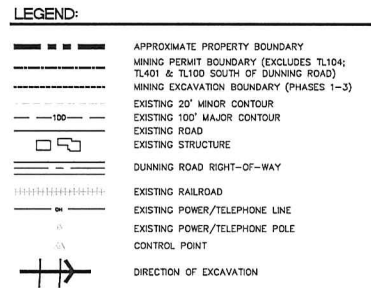 LEGEND:
APPROXIMATE PROPERTY BOUNDARY
MINING PERMIT BOUNDARY (EXCLUDES TL104;
TL401 & TL100 SOUTH OF DUNNING ROAD)
MINING EXCAVATION BOUNDARY (PHASES 1-3)
EXISTING 20' MINOR CONTOUR
100 EXISTING 100' MAJOR CONTOUR
EXISTING ROAD
EXISTING STRUCTURE
DUNNING ROAD RIGHT-OF-WAY
EXISTING RAILROAD
OH EXISTING POWER/TELEPHONE LINE
EXISTING POWER/TELEPHONE POLE
CONTROL POINT
DIRECTION OF EXCAVATION